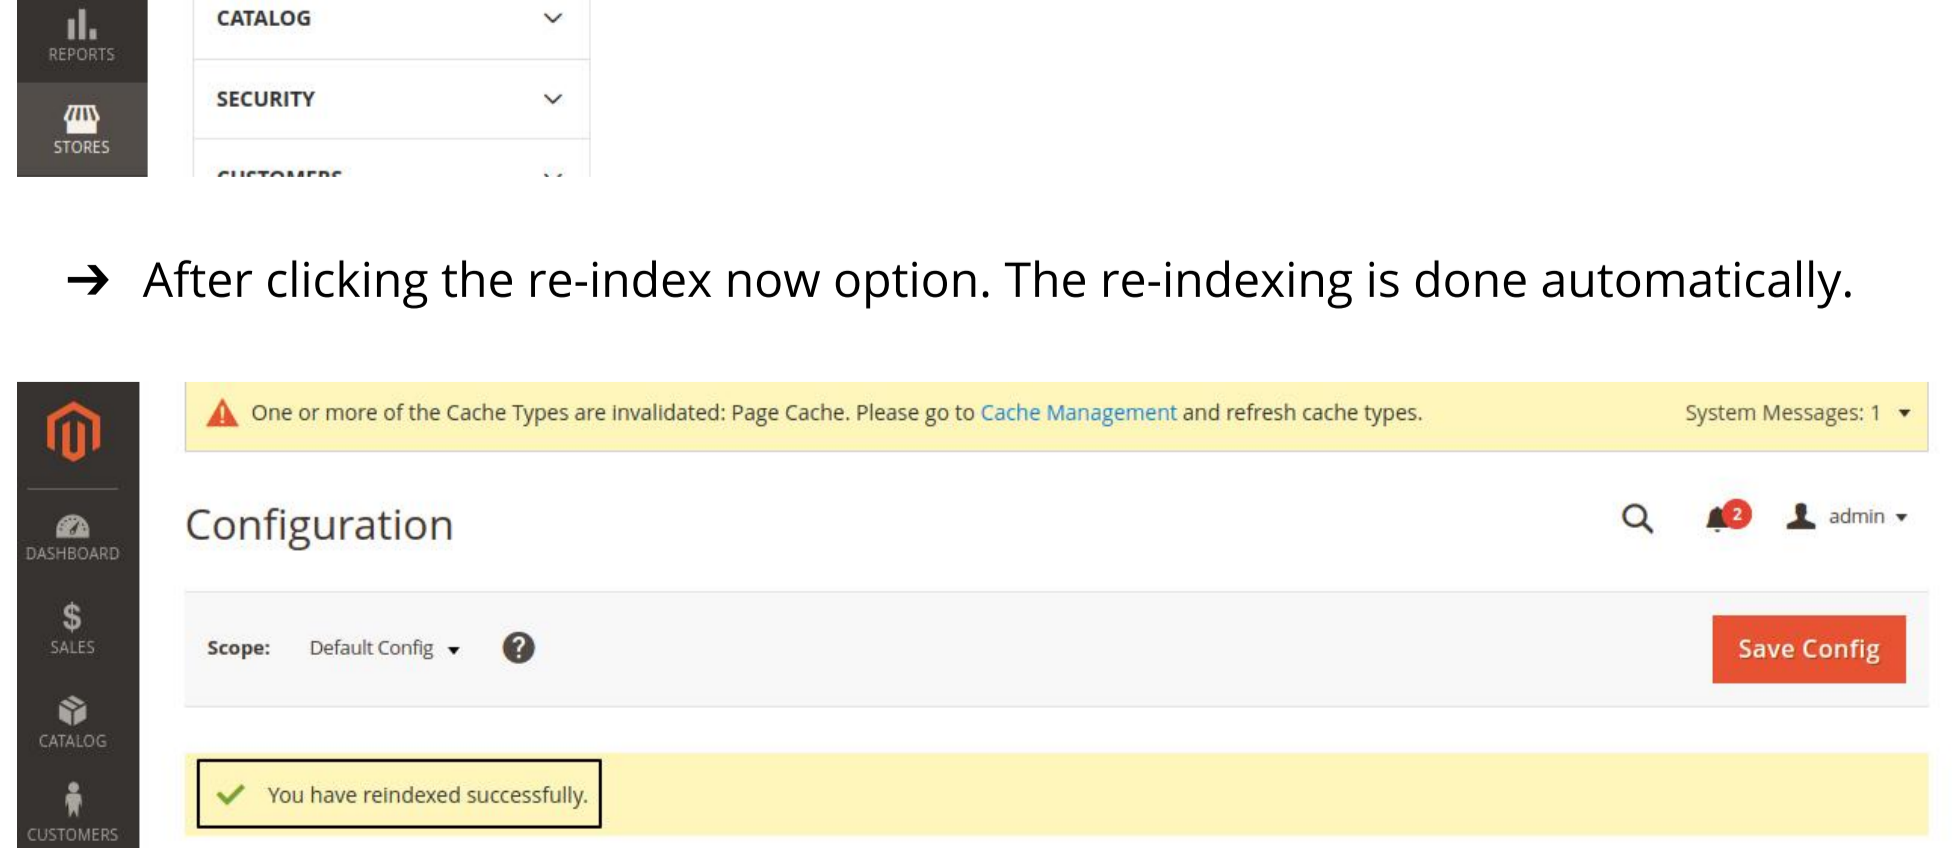 CATALOG
REPORTS
SECURITY
STORES
CUSTOMERS
➔ After clicking the re-index now option. The re-indexing is done automatically.
One or more of the Cache Types are invalidated: Page Cache. Please go to Cache Management and refresh cache types. System Messages: 1
Configuration
2 admin
DASHBOARD
Scope: Default Config ? Save Config
$
SALES
CATALOG
You have reindexed successfully.
CUSTOMERS